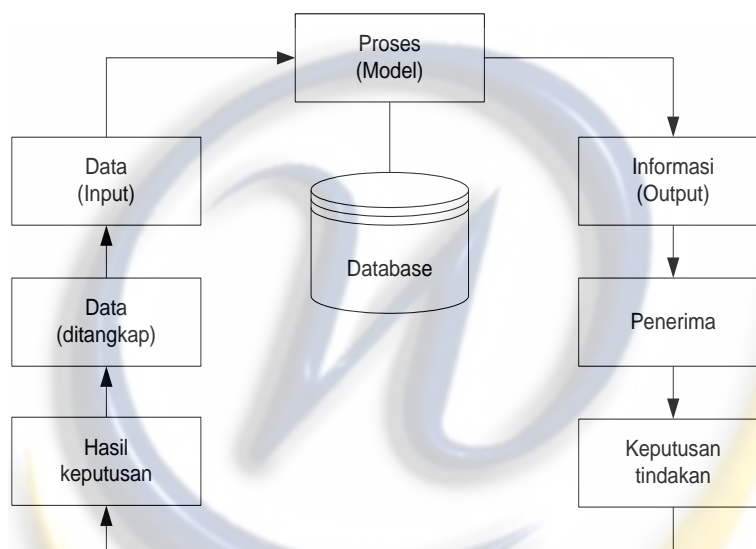 Proses
(Model)
Data
(Input)
Informasi
(Output)
Database
Data
(ditangkap)
Penerima
Hasil
keputusan
Keputusan
tindakan